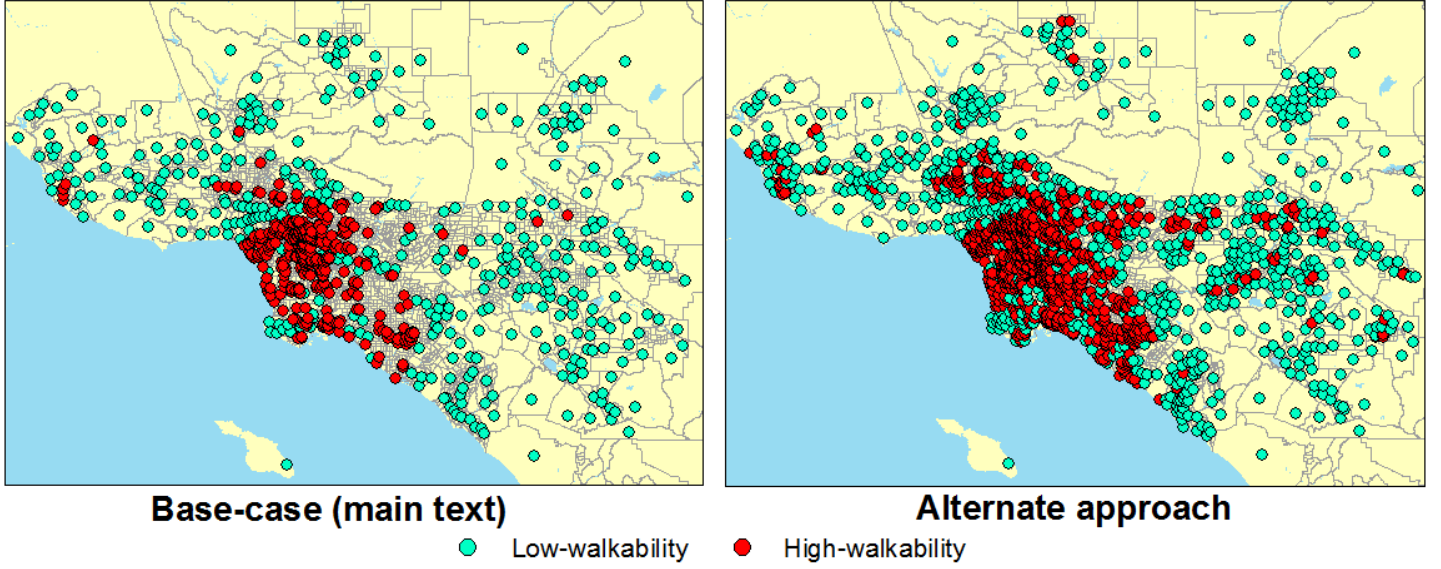 Base-case (main text)
Alternate approach
Low-walkability
High-walkability